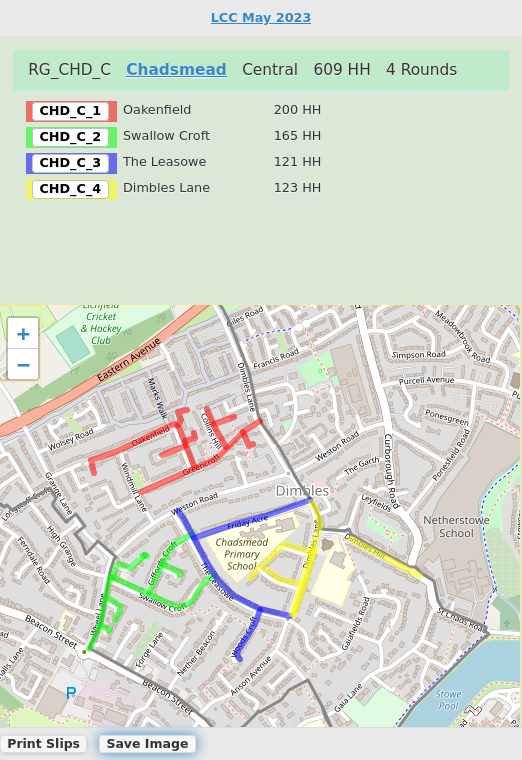 LCC May 2023
RG_CHD_C Chadsmead Central 609 HH 4 Rounds
CHD_C_1 Oakenfield 200 HH
CHD_C_2 Swallow Croft 165 HH
CHD_C_3 The Leasowe 121 HH
CHD_C_4 Dimbles Lane 123 HH
Lichfield
Cricket
& Hockey
Club
+
−
Giles Road
Meadowbrook Road
Eastern Avenue
Francis Road
Simpson Road
Dimbles Lane
Purcell Avenue
Marks Walk
Collins Hill
Ponesgreen
Wolsey Road
Oakenfield
Weston Road
Curborough Road
Ponesfield Road
Greencroft
The Garth
Windmill Lane
Grange Lane
Dimbles
Leyfields
Weston Road
High Grange
Friday Acre
Netherstowe
School
Ferndale Road
Giffords Croft
Chadsmead
Primary
School
Dimbles Lane
Dimbles Hill
The Leasowe
Wheel Lane
Swallow Croft
Beacon Street
Forge Lane
Nether Beacon
Woods Croft
Gaiafields Road
St Chads Road
Anson Avenue
Gaia Lane
Beacon Street
P
Stowe
Pool
Print Slips Save Image